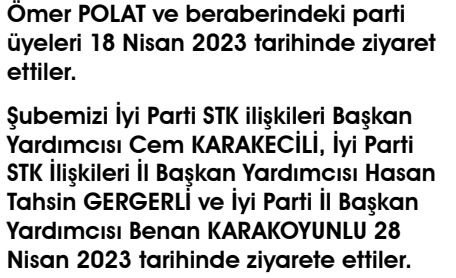 Ömer POLAT ve beraberindeki parti
üyeleri 18 Nisan 2023 tarihinde ziyaret
ettiler.
Şubemizi İyi Parti STK ilişkileri Başkan
Yardımcısı Cem KARAKECİLİ, İyi Parti
STK İlişkileri İl Başkan Yardımcısı Hasan
Tahsin GERGERLİ ve İyi Parti İl Başkan
Yardımcısı Benan KARAKOYUNLU 28
Nisan 2023 tarihinde ziyarete ettiler.